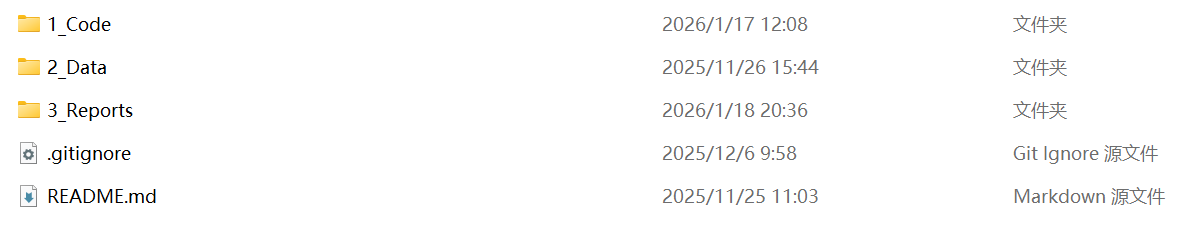 1_Code 2026/1/17 12:08 文件夹
2_Data 2025/11/26 15:44 文件夹
3_Reports 2026/1/18 20:36 文件夹
.gitignore 2025/12/6 9:58 Git Ignore 源文件
README.md 2025/11/25 11:03 Markdown 源文件